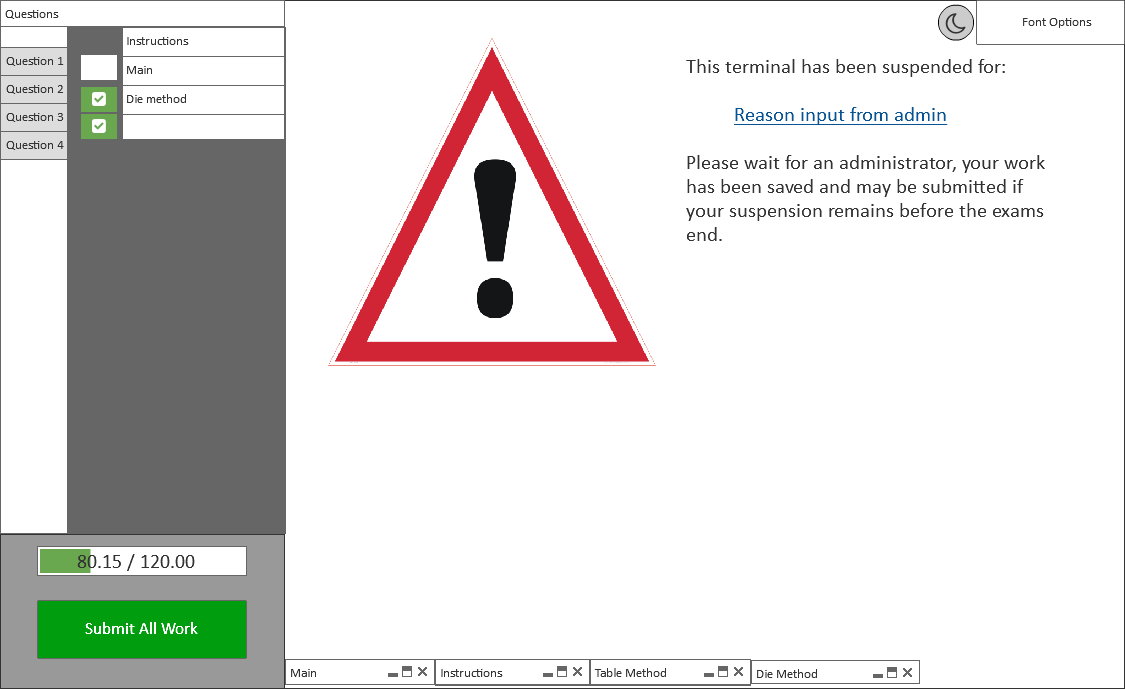 Questions
Font Options
Instructions
Question 1
Main
Question 2
Die method
Question 3
Question 4
This terminal has been suspended for:
Reason input from admin
Please wait for an administrator, your work
has been saved and may be submitted if
your suspension remains before the exams
end.
80.15 / 120.00
Submit All Work
Main
Instructions
Table Method
Die Method